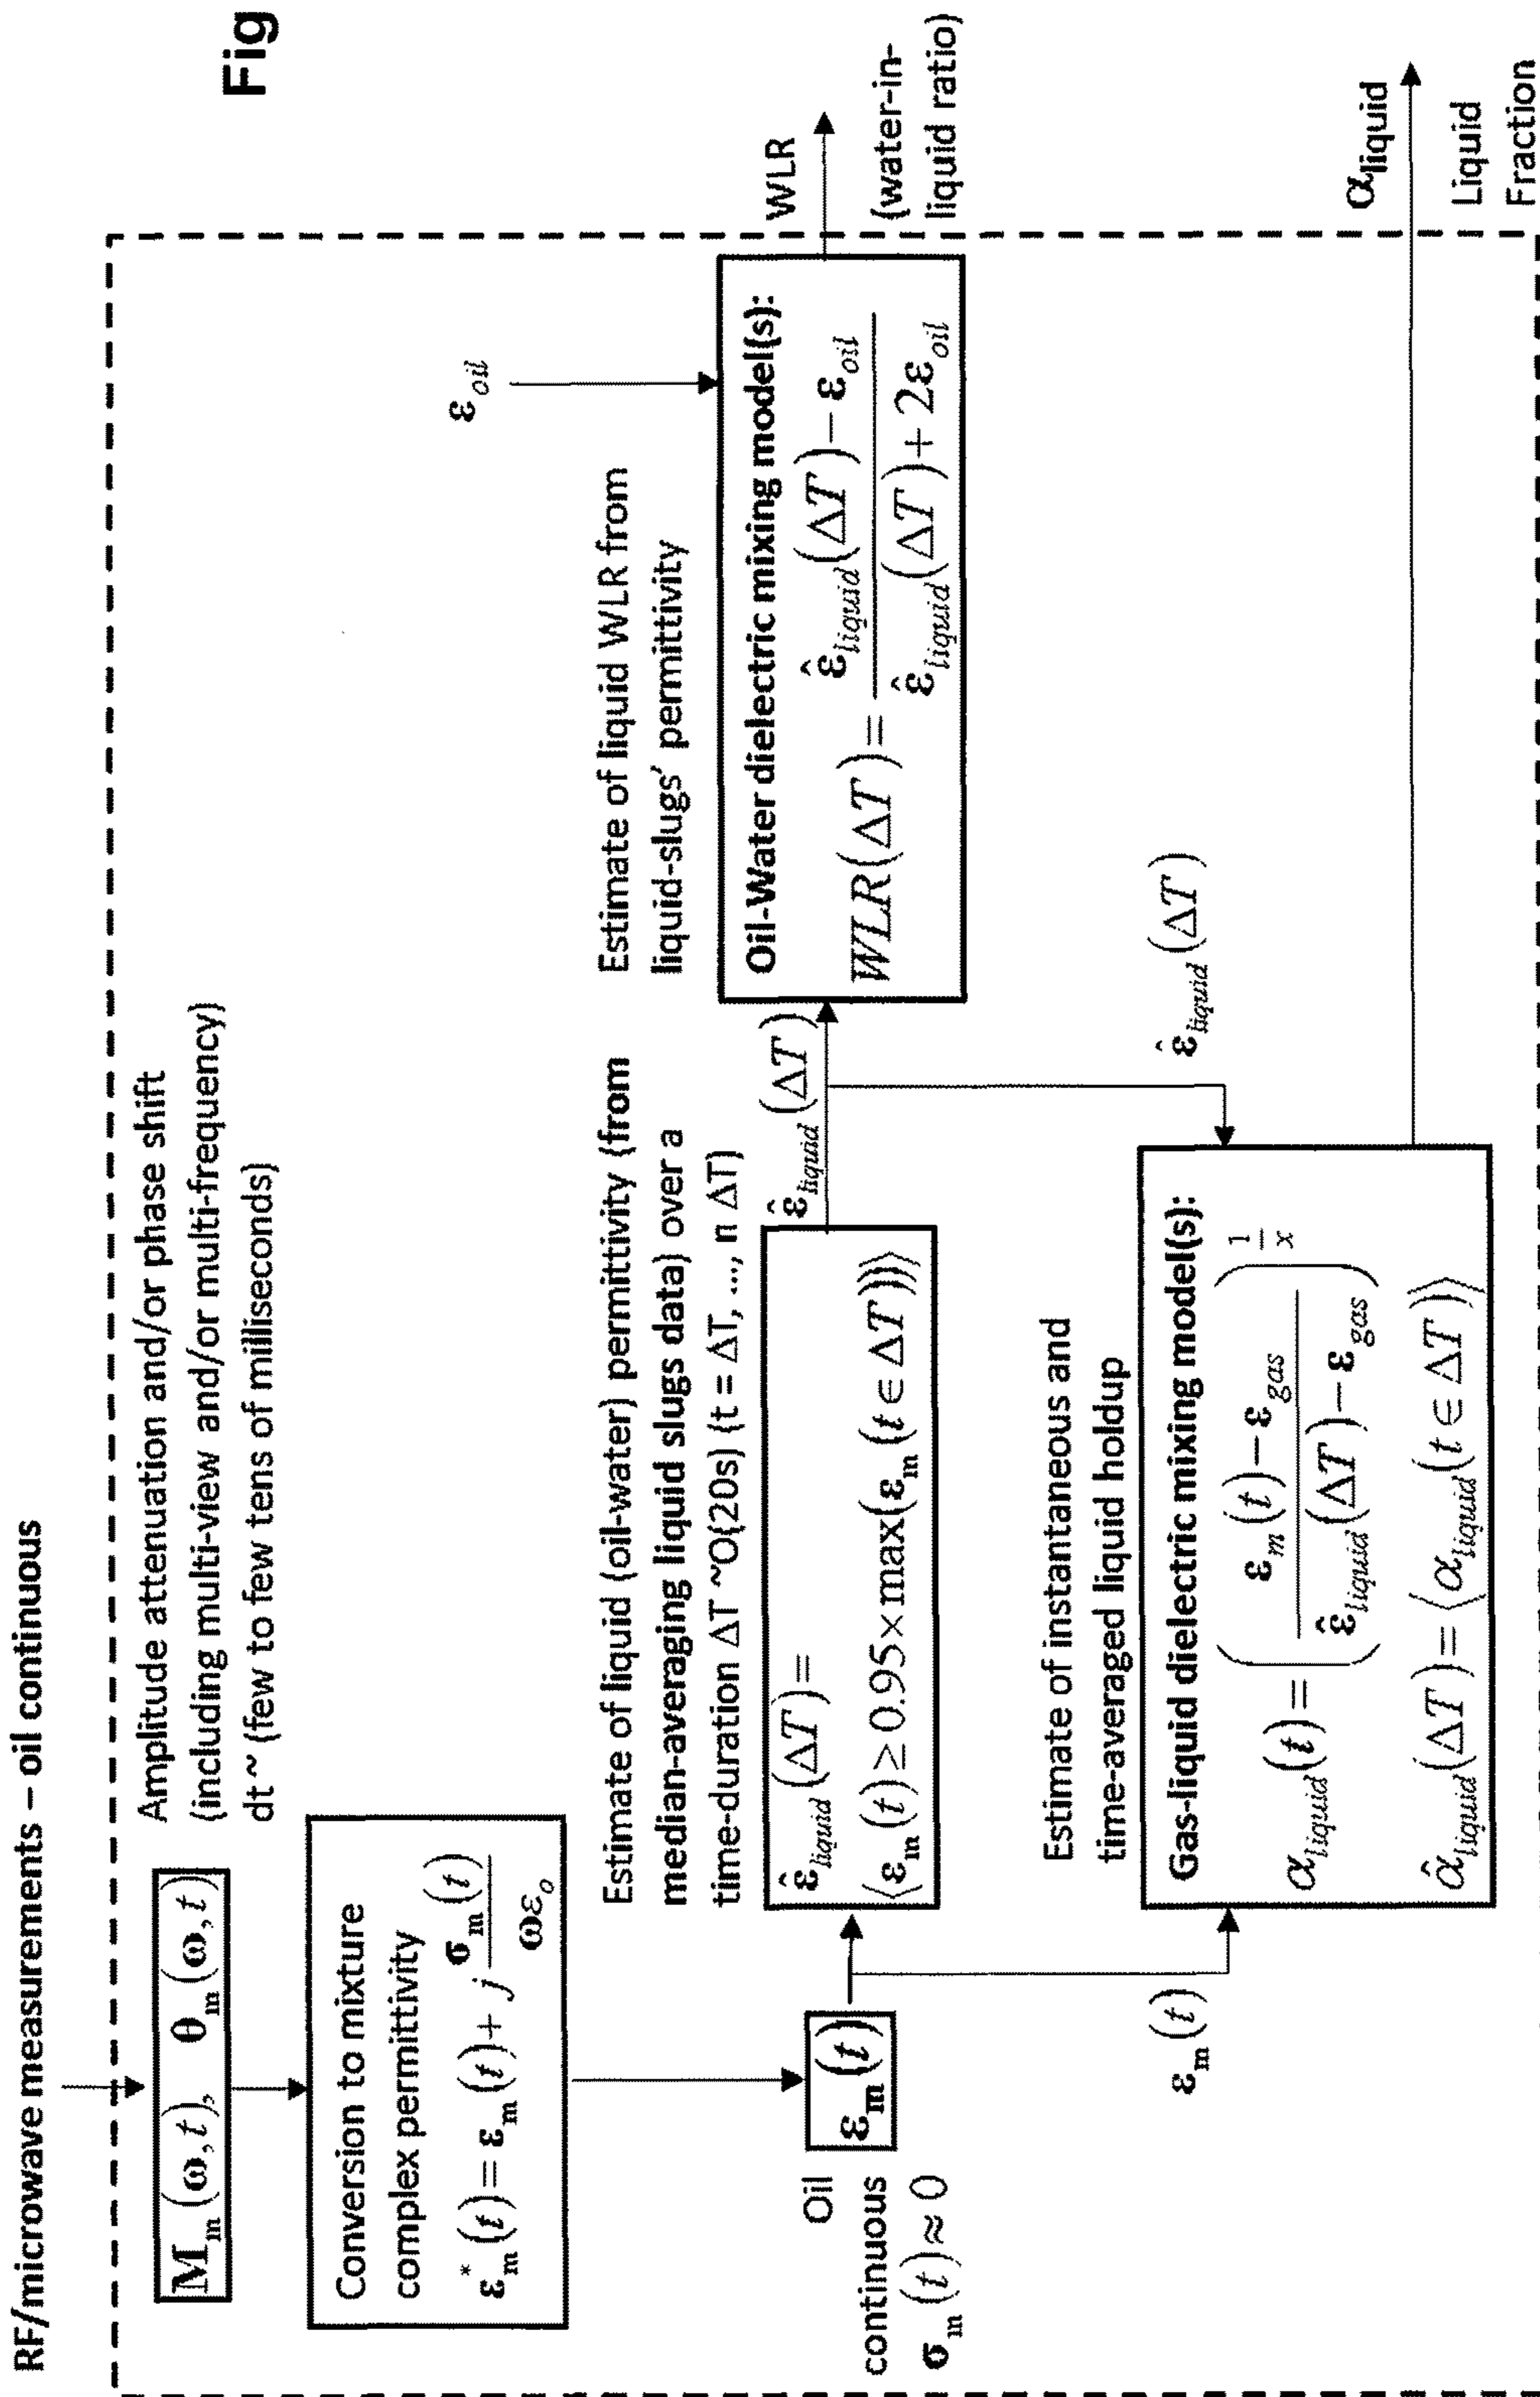 RF/microwave measurements – oil continuous
Fig
M_m(ω,t), θ_m(ω,t)
Amplitude attenuation and/or phase shift
(including multi-view and/or multi-frequency)
dt ~ (few to few tens of milliseconds)
Conversion to mixture
complex permittivity
ε*_m(t) = ε_m(t) + j σ_m(t) / ωε_o
Oil
continuous
σ_m(t) ≈ 0
ε_m(t)
Estimate of liquid (oil-water) permittivity (from
median-averaging liquid slugs data) over a
time-duration ΔT ~O(20s) (t = ΔT, ..., n ΔT)
ε̂_liquid(ΔT) =
⟨ε_m(t) ≥ 0.95×max(ε_m(t ∈ ΔT))⟩
ε̂_liquid(ΔT)
Estimate of liquid WLR from
liquid-slugs' permittivity
ε_oil
Oil-Water dielectric mixing model(s):
WLR(ΔT) = (ε̂_liquid(ΔT) − ε_oil) / (ε̂_liquid(ΔT) + 2ε_oil)
WLR
(water-in-
liquid ratio)
ε_m(t)
Estimate of instantaneous and
time-averaged liquid holdup
Gas-liquid dielectric mixing model(s):
α_liquid(t) = ((ε_m(t) − ε_gas) / (ε̂_liquid(ΔT) − ε_gas))^(1/x)
α̂_liquid(ΔT) = ⟨α_liquid(t ∈ ΔT)⟩
ε̂_liquid(ΔT)
α_liquid
Liquid
Fraction